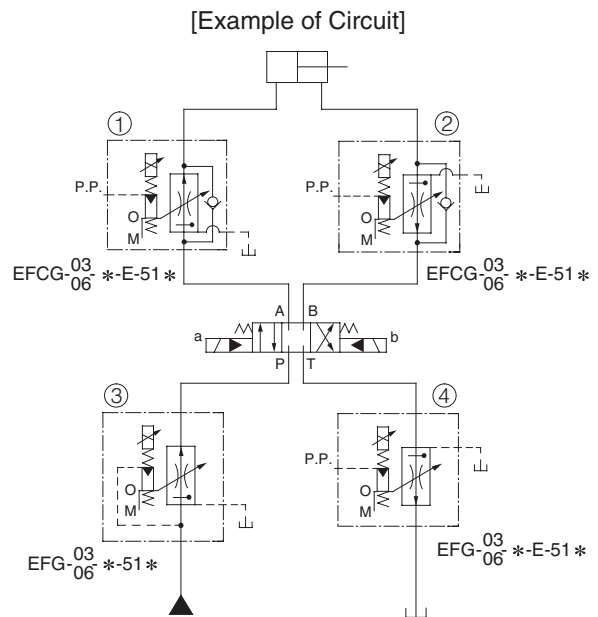 [Example of Circuit]
① ②
P.P. P.P.
O O
M M
EFCG-03/06-*-E-51* EFCG-03/06-*-E-51*
A B
a b
P T
③ ④
P.P.
O O
M M
EFG-03/06-*-51* EFG-03/06-*-E-51*